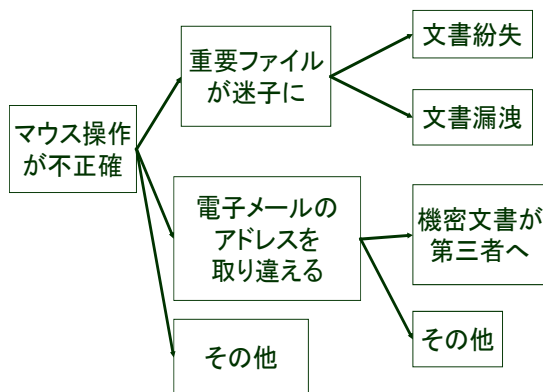 マウス操作
が不正確
重要ファイル
が迷子に
文書紛失
文書漏洩
電子メールの
アドレスを
取り違える
機密文書が
第三者へ
その他
その他